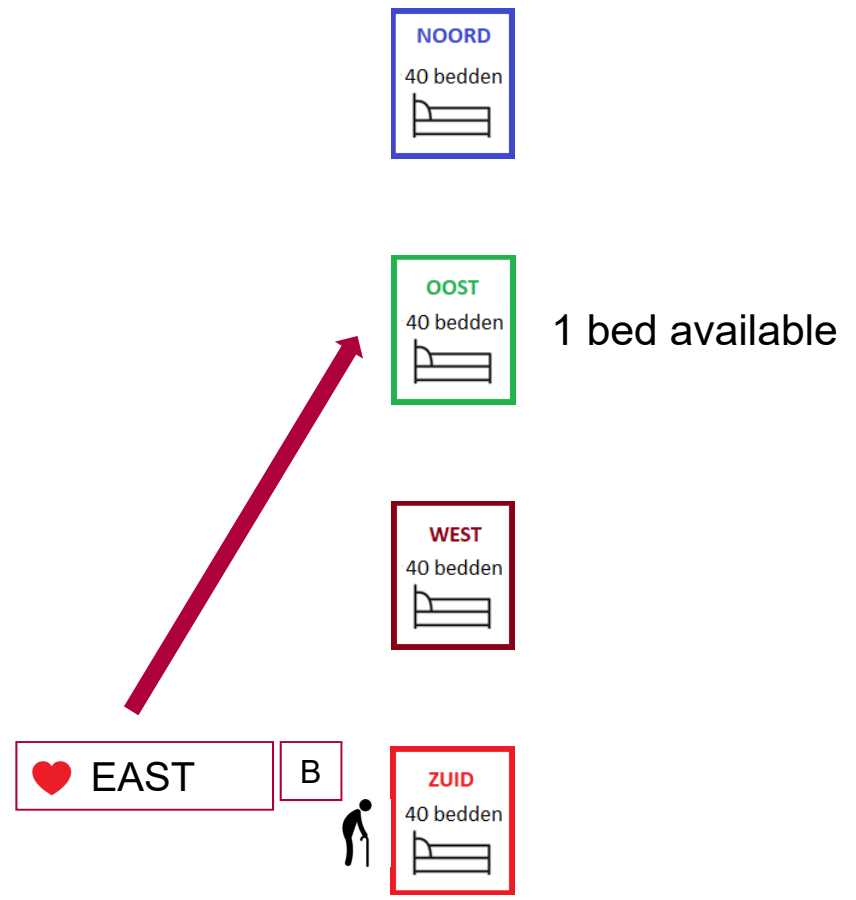 NOORD
40 bedden
OOST
40 bedden
1 bed available
WEST
40 bedden
EAST
B
ZUID
40 bedden